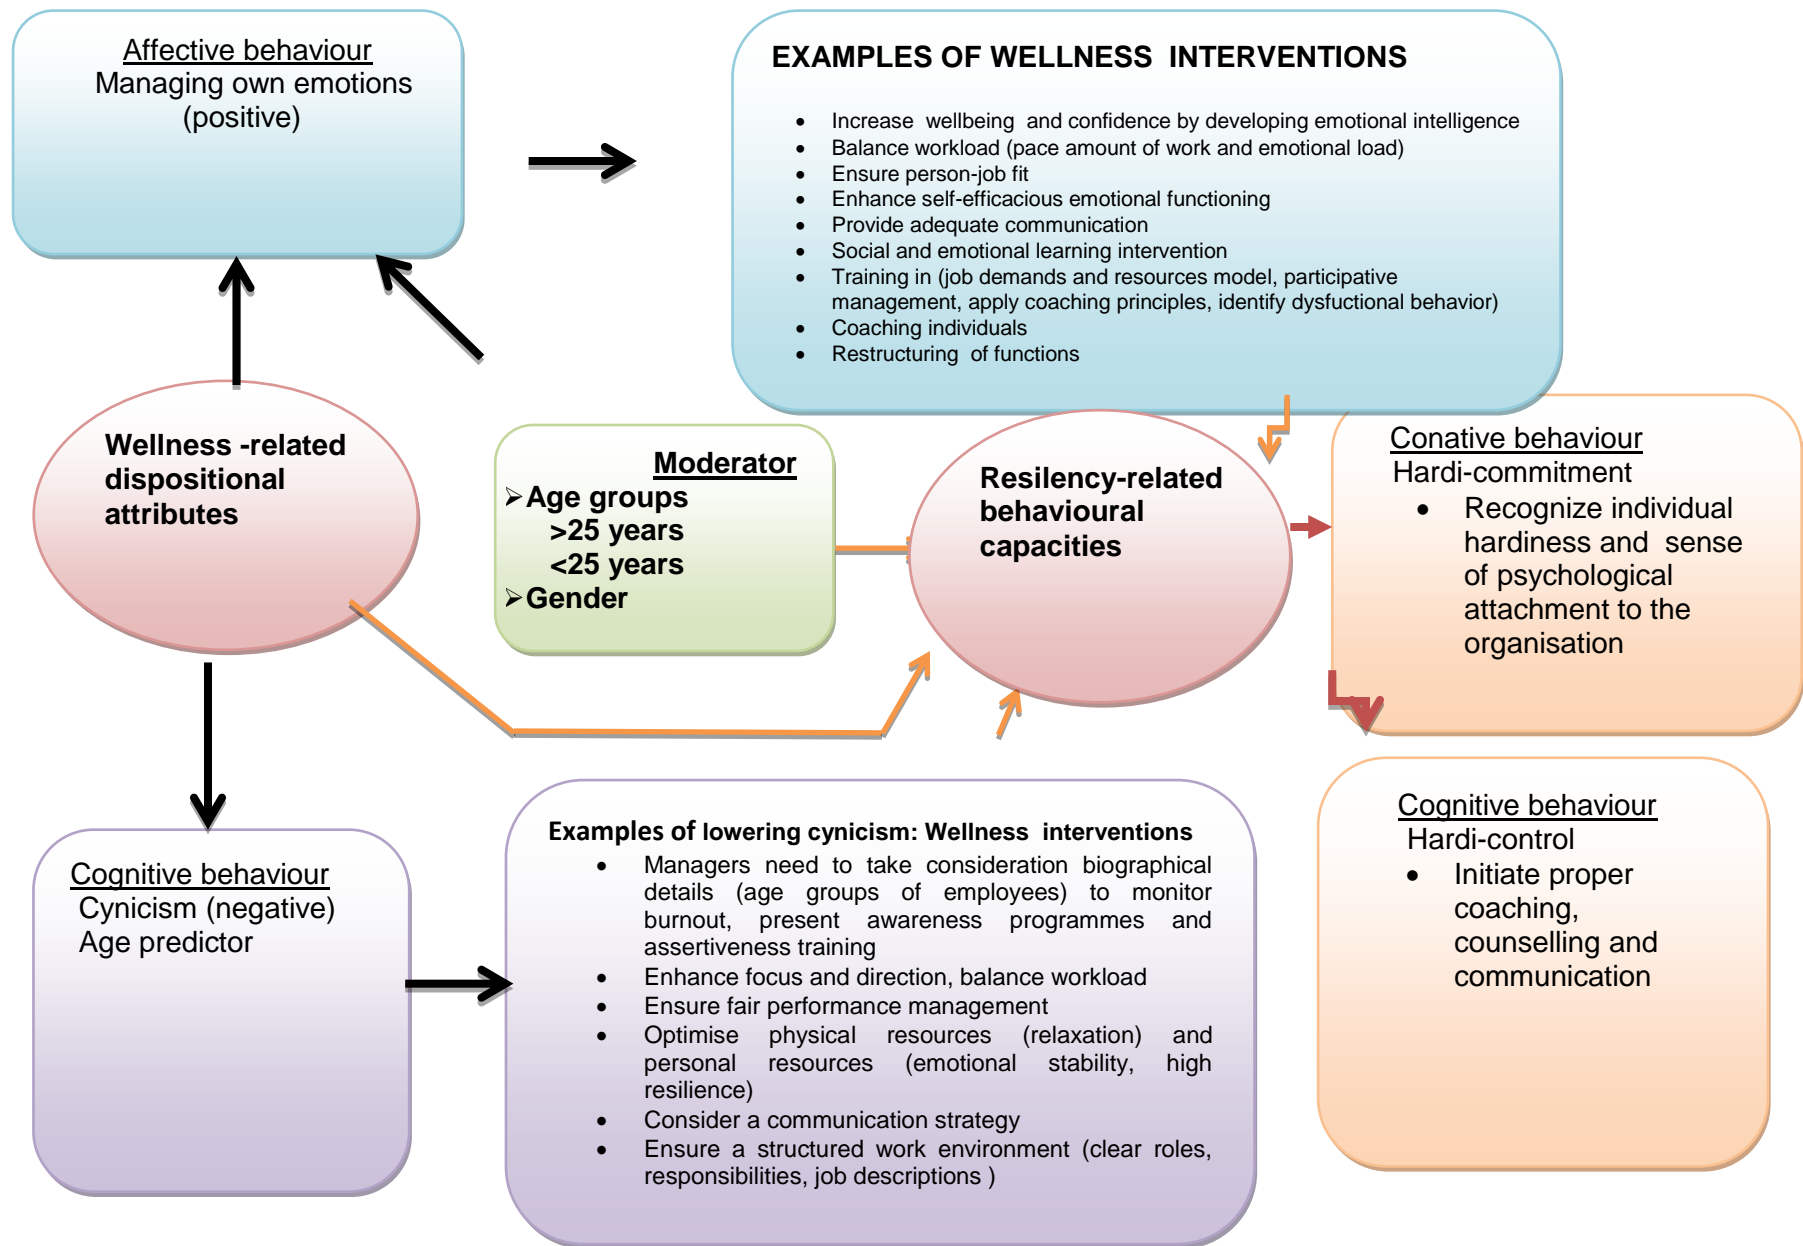 Affective behaviour
Managing own emotions
(positive)
EXAMPLES OF WELLNESS INTERVENTIONS
• Increase wellbeing and confidence by developing emotional intelligence
• Balance workload (pace amount of work and emotional load)
• Ensure person-job fit
• Enhance self-efficacious emotional functioning
• Provide adequate communication
• Social and emotional learning intervention
• Training in (job demands and resources model, participative
management, apply coaching principles, identify dysfuctional behavior)
• Coaching individuals
• Restructuring of functions
Wellness -related
dispositional
attributes
Moderator
➢Age groups
>25 years
<25 years
➢Gender
Resilency-related
behavioural
capacities
Conative behaviour
Hardi-commitment
• Recognize individual
hardiness and sense
of psychological
attachment to the
organisation
Cognitive behaviour
Cynicism (negative)
Age predictor
Examples of lowering cynicism: Wellness interventions
• Managers need to take consideration biographical
details (age groups of employees) to monitor
burnout, present awareness programmes and
assertiveness training
• Enhance focus and direction, balance workload
• Ensure fair performance management
• Optimise physical resources (relaxation) and
personal resources (emotional stability, high
resilience)
• Consider a communication strategy
• Ensure a structured work environment (clear roles,
responsibilities, job descriptions )
Cognitive behaviour
Hardi-control
• Initiate proper
coaching,
counselling and
communication